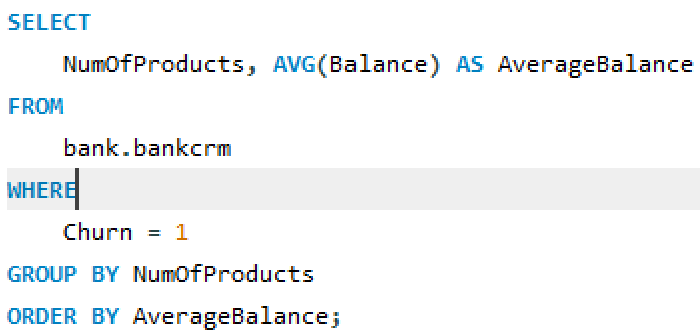 SELECT
    NumOfProducts, AVG(Balance) AS AverageBalance
FROM
    bank.bankcrm
WHERE
    Churn = 1
GROUP BY NumOfProducts
ORDER BY AverageBalance;